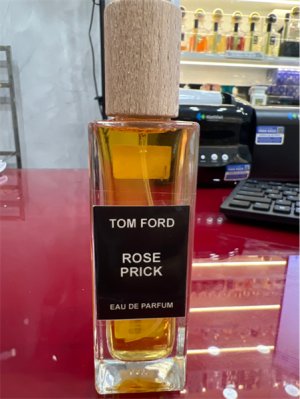 TOM FORD
ROSE
PRICK
EAU DE PARFUM